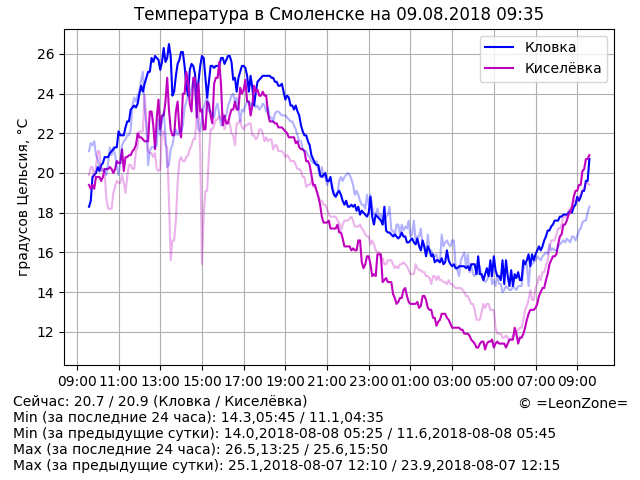 Температура в Смоленске на 09.08.2018 09:35
Кловка
Киселёвка
градусов Цельсия, °C
26
24
22
20
18
16
14
12
09:00 11:00 13:00 15:00 17:00 19:00 21:00 23:00 01:00 03:00 05:00 07:00 09:00
Сейчас: 20.7 / 20.9 (Кловка / Киселёвка)
© =LeonZone=
Min (за последние 24 часа): 14.3,05:45 / 11.1,04:35
Min (за предыдущие сутки): 14.0,2018-08-08 05:25 / 11.6,2018-08-08 05:45
Max (за последние 24 часа): 26.5,13:25 / 25.6,15:50
Max (за предыдущие сутки): 25.1,2018-08-07 12:10 / 23.9,2018-08-07 12:15